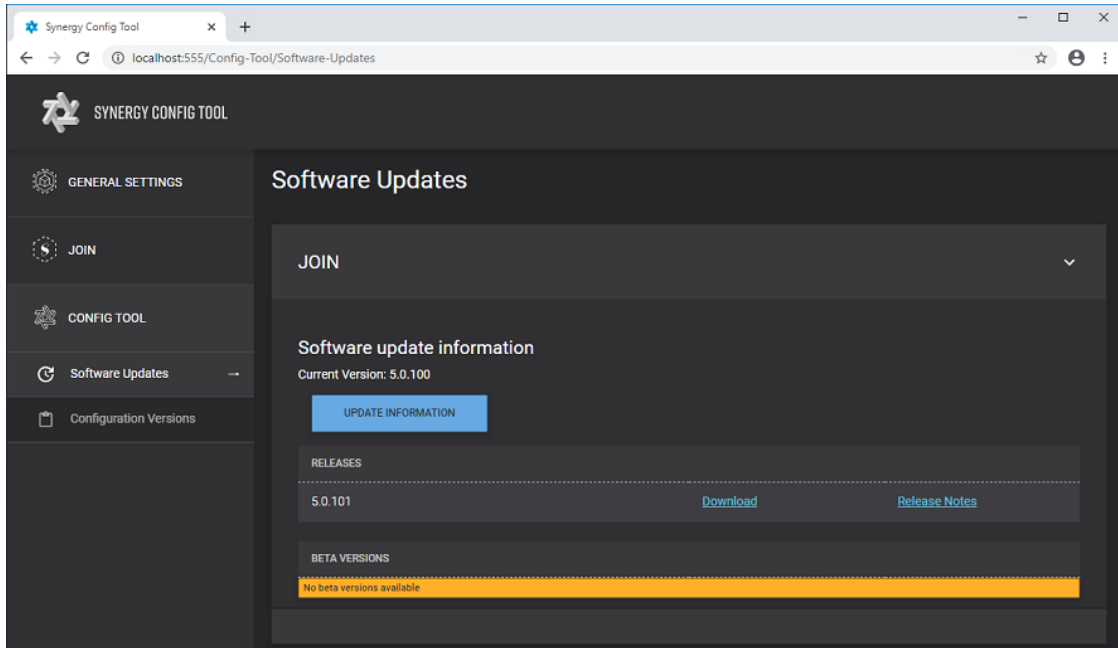 Synergy Config Tool
localhost:555/Config-Tool/Software-Updates
SYNERGY CONFIG TOOL
GENERAL SETTINGS
JOIN
CONFIG TOOL
Software Updates
Configuration Versions
Software Updates
JOIN
Software update information
Current Version: 5.0.100
UPDATE INFORMATION
RELEASES
5.0.101 Download Release Notes
BETA VERSIONS
No beta versions available